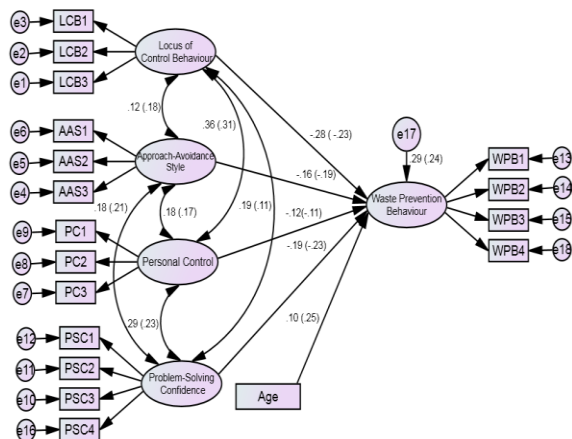 e3
LCB1
e2
LCB2
e1
LCB3
Locus of
Control Behaviour
.12 (.18)
.36 (.31)
-.28 (-.23)
e17
.29 (.24)
e6
AAS1
e5
AAS2
e4
AAS3
Approach-Avoidance
Style
-.16 (-.19)
WPB1
e13
WPB2
e14
WPB3
e15
WPB4
e18
Waste Prevention
Behaviour
.18 (.21)
.18 (.17)
.19 (.11)
-.12(-.11)
-.19 (-.23)
e9
PC1
e8
PC2
e7
PC3
Personal Control
.29 (.23)
.10 (.25)
e12
PSC1
e11
PSC2
e10
PSC3
e16
PSC4
Problem-Solving
Confidence
Age